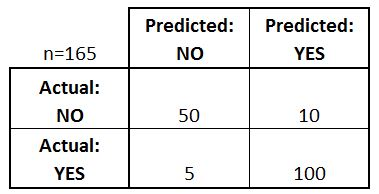 Predicted: Predicted:
n=165 NO YES
Actual:
NO 50 10
Actual:
YES 5 100